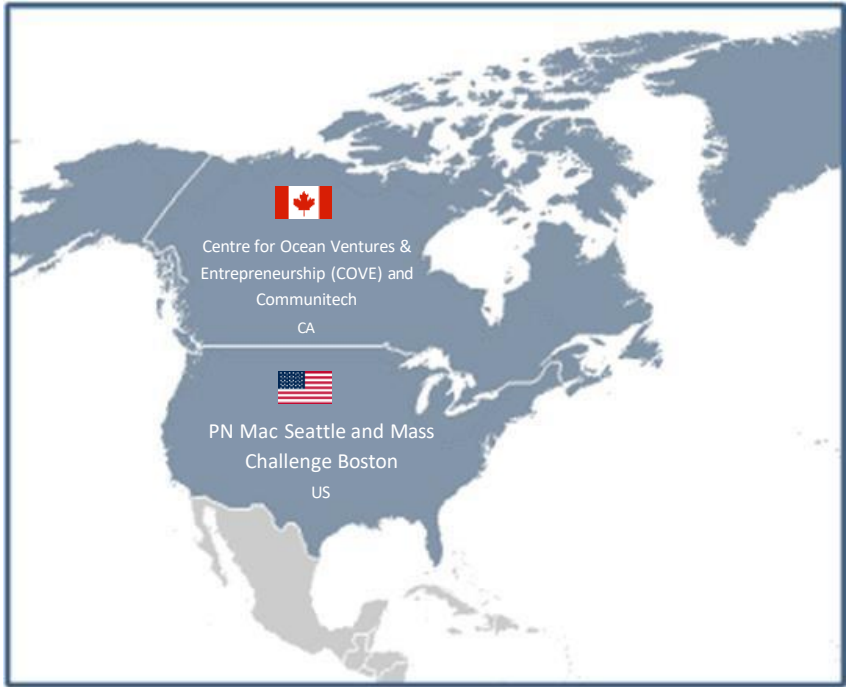 Centre for Ocean Ventures &
Entrepreneurship (COVE) and
Communitech
CA
PN Mac Seattle and Mass
Challenge Boston
US